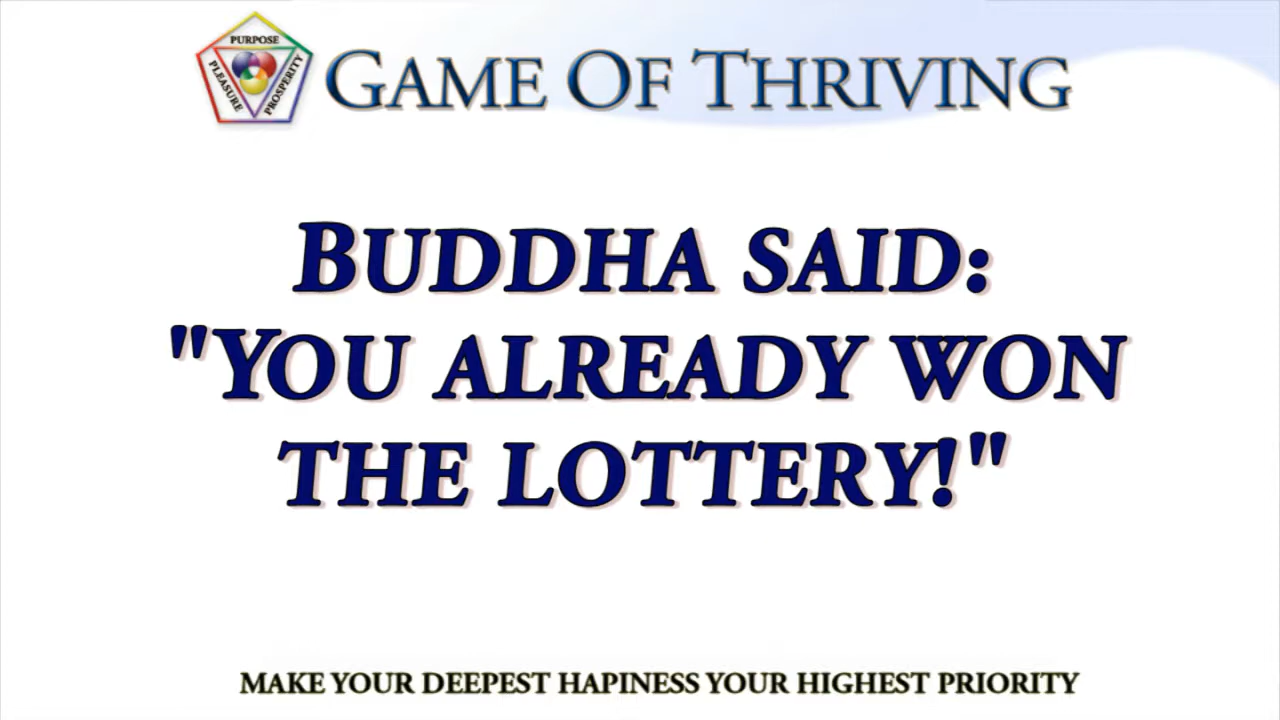 PURPOSE
PLEASURE
PROSPERITY
GAME OF THRIVING
BUDDHA SAID:
"YOU ALREADY WON
THE LOTTERY!"
MAKE YOUR DEEPEST HAPINESS YOUR HIGHEST PRIORITY